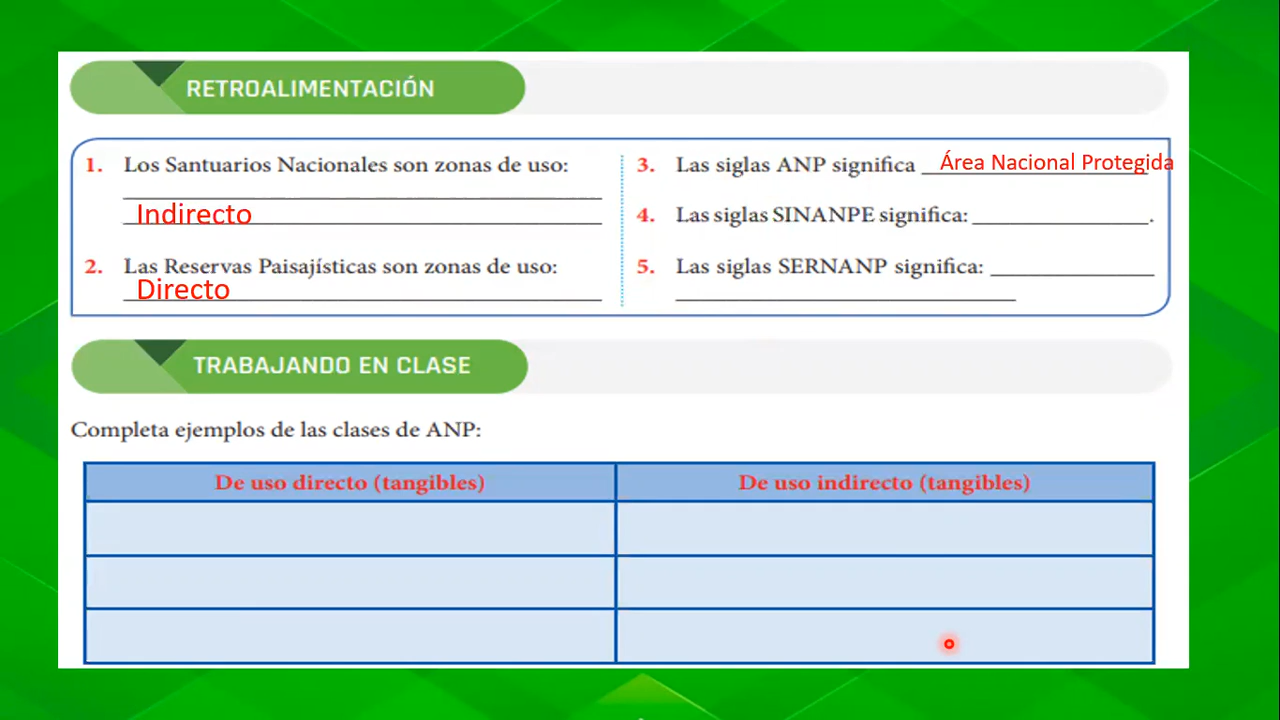 RETROALIMENTACIÓN
1. Los Santuarios Nacionales son zonas de uso:
Indirecto
2. Las Reservas Paisajísticas son zonas de uso:
Directo
3. Las siglas ANP significa Área Nacional Protegida
4. Las siglas SINANPE significa: ________________.
5. Las siglas SERNANP significa: ________________
TRABAJANDO EN CLASE
Completa ejemplos de las clases de ANP:
De uso directo (tangibles)
De uso indirecto (tangibles)